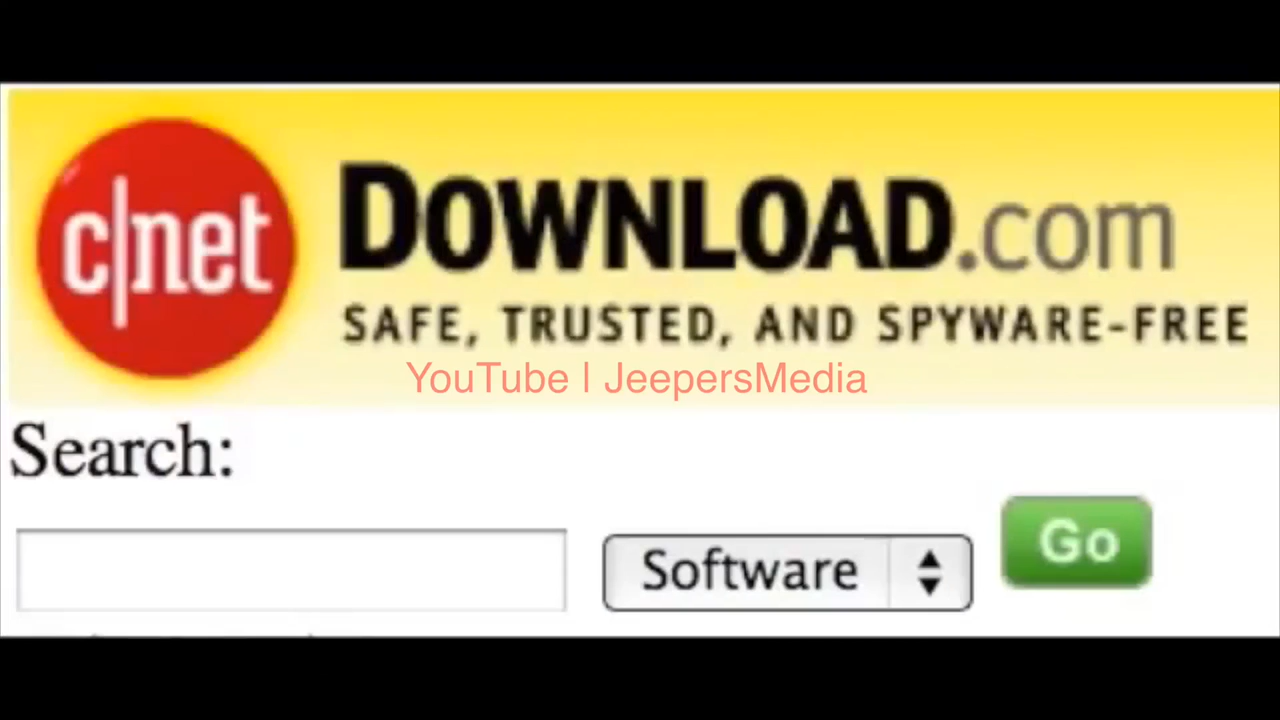 c|net
DOWNLOAD.com
SAFE, TRUSTED, AND SPYWARE-FREE
YouTube | JeepersMedia
Search:
Software
Go